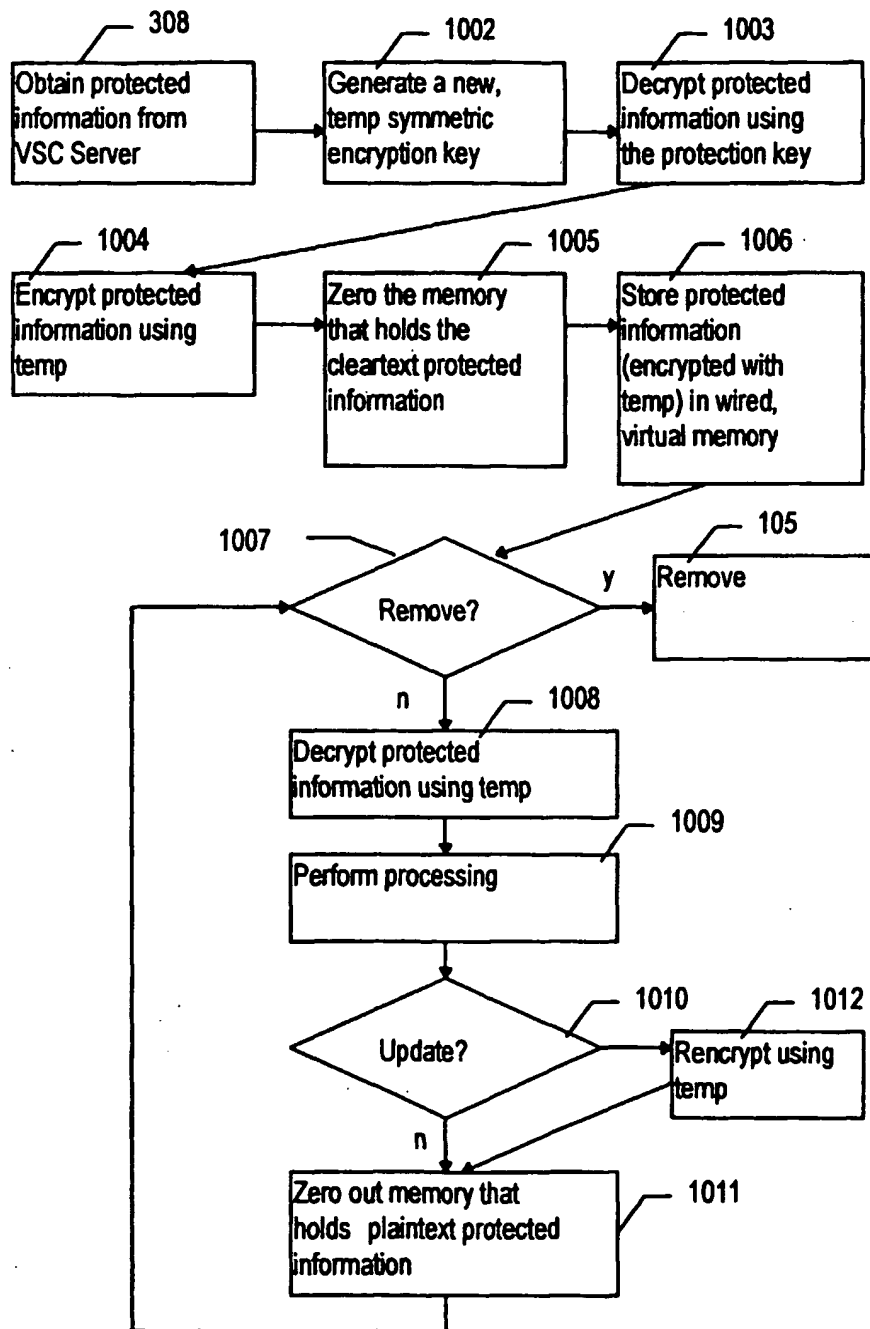 308
Obtain protected
information from
VSC Server
1002
Generate a new,
temp symmetric
encryption key
1003
Decrypt protected
information using
the protection key
1004
Encrypt protected
information using
temp
1005
Zero the memory
that holds the
cleartext protected
information
1006
Store protected
information
(encrypted with
temp) in wired,
virtual memory
1007
Remove?
y
105
Remove
n
1008
Decrypt protected
information using temp
1009
Perform processing
1010
Update?
1012
Rencrypt using
temp
n
1011
Zero out memory that
holds plaintext protected
information